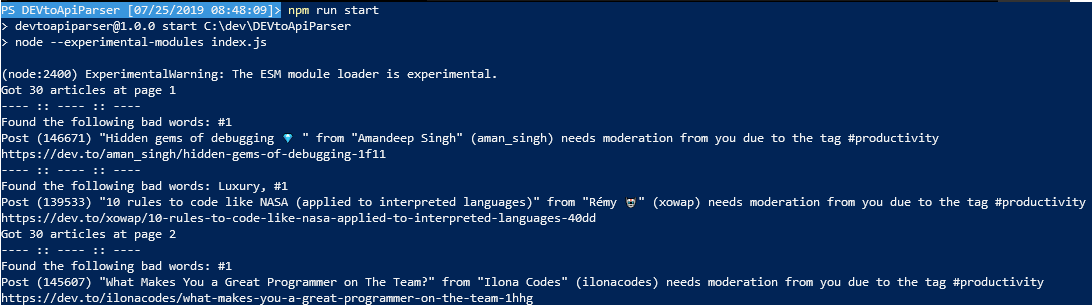 PS DEVtoApiParser [07/25/2019 08:48:09]> npm run start
> devtoapiparser@1.0.0 start C:\dev\DEVtoApiParser
> node --experimental-modules index.js
(node:2400) ExperimentalWarning: The ESM module loader is experimental.
Got 30 articles at page 1
---- :: ---- :: ----
Found the following bad words: #1
Post (146671) "Hidden gems of debugging 💎 " from "Amandeep Singh" (aman_singh) needs moderation from you due to the tag #productivity
https://dev.to/aman_singh/hidden-gems-of-debugging-1f11
---- :: ---- :: ----
Found the following bad words: Luxury, #1
Post (139533) "10 rules to code like NASA (applied to interpreted languages)" from "Rémy 🤠" (xowap) needs moderation from you due to the tag #productivity
https://dev.to/xowap/10-rules-to-code-like-nasa-applied-to-interpreted-languages-40dd
Got 30 articles at page 2
---- :: ---- :: ----
Found the following bad words: #1
Post (145607) "What Makes You a Great Programmer on The Team?" from "Ilona Codes" (ilonacodes) needs moderation from you due to the tag #productivity
https://dev.to/ilonacodes/what-makes-you-a-great-programmer-on-the-team-1hhg